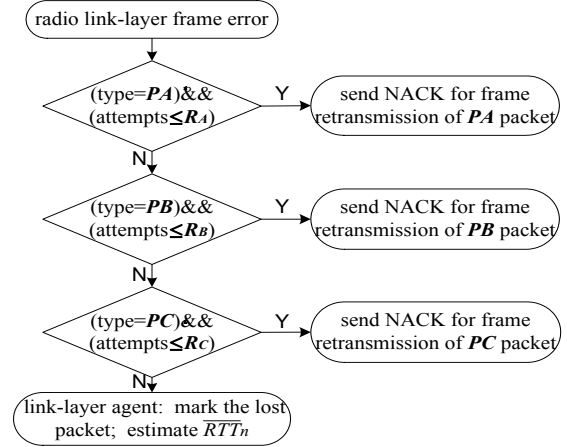 radio link-layer frame error
(type=PA)&&
(attempts≤RA)
Y
send NACK for frame
retransmission of PA packet
N
(type=PB)&&
(attempts≤RB)
Y
send NACK for frame
retransmission of PB packet
N
(type=PC)&&
(attempts≤RC)
Y
send NACK for frame
retransmission of PC packet
N
link-layer agent: mark the lost
packet; estimate R̅T̅T̅n